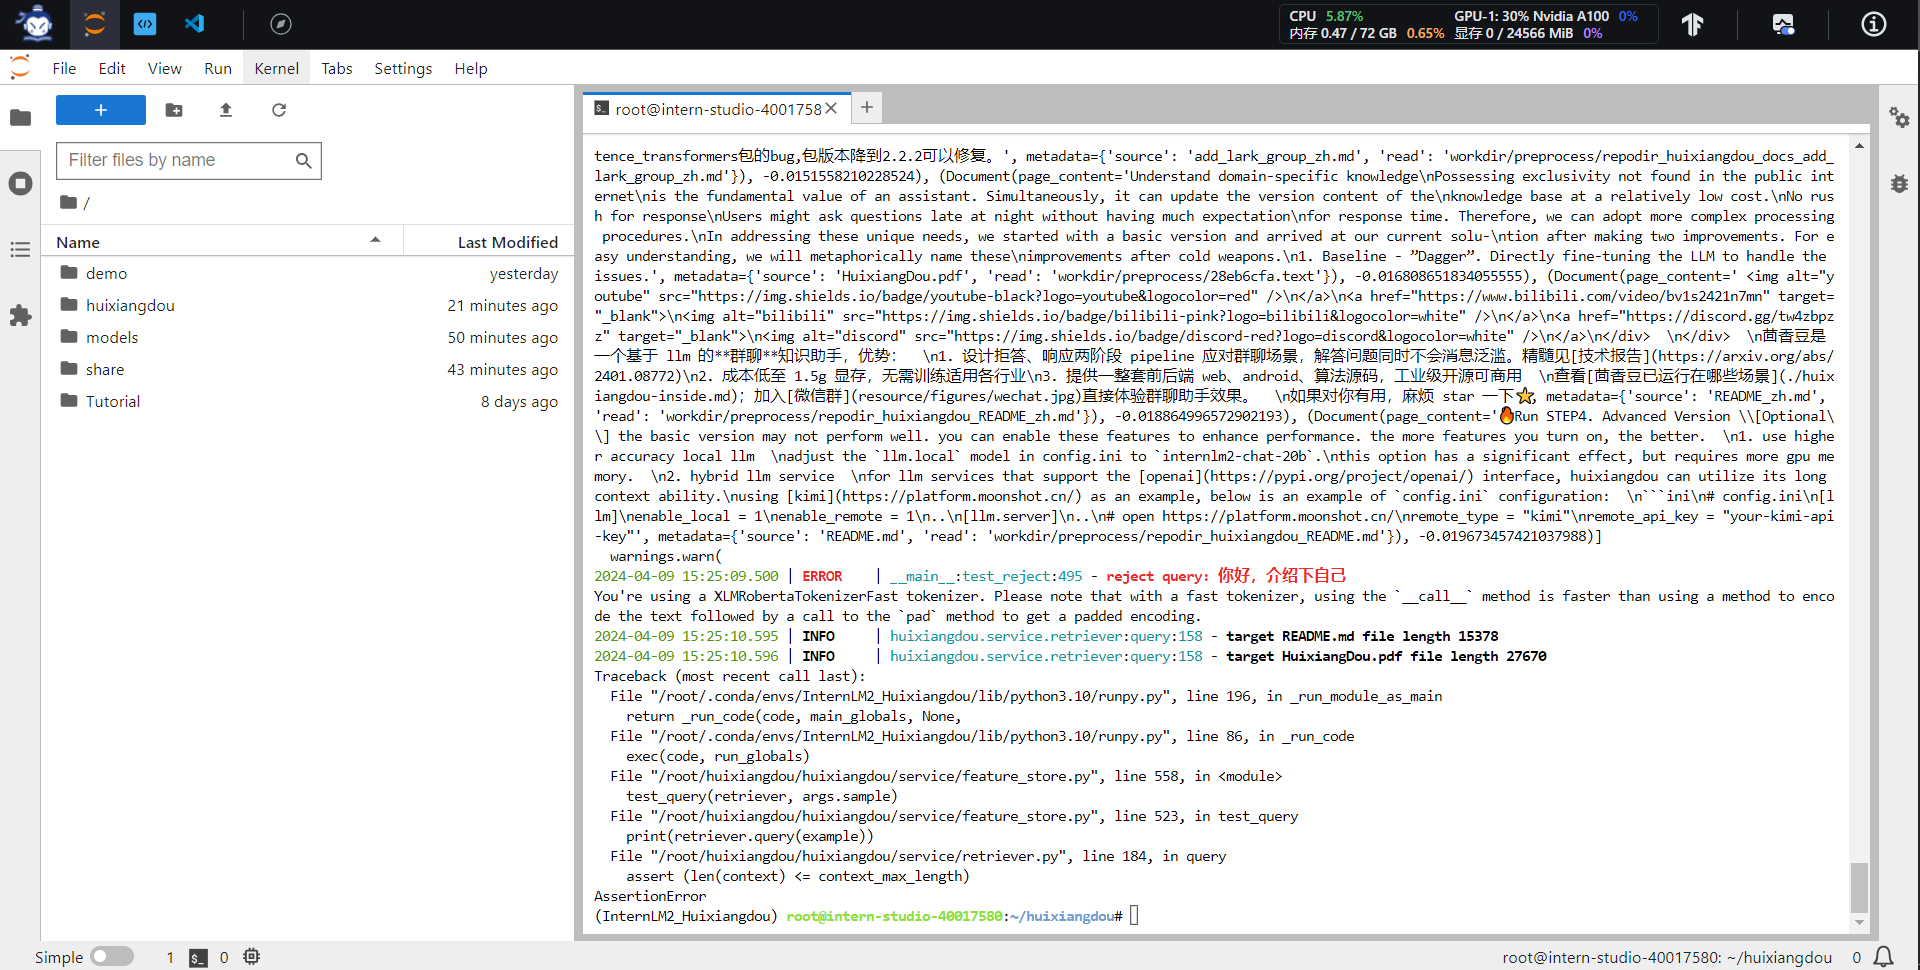 CPU 5.87% GPU-1: 30% Nvidia A100 0%
内存 0.47 / 72 GB 0.65% 显存 0 / 24566 MiB 0%
File Edit View Run Kernel Tabs Settings Help
+
root@intern-studio-4001758
+
Filter files by name
/
Name Last Modified
demo yesterday
huixiangdou 21 minutes ago
models 50 minutes ago
share 43 minutes ago
Tutorial 8 days ago
tence_transformers包的bug,包版本降到2.2.2可以修复。', metadata={'source': 'add_lark_group_zh.md', 'read': 'workdir/preprocess/repodir_huixiangdou_docs_add_
lark_group_zh.md'}), -0.0151558210228524), (Document(page_content='Understand domain-specific knowledge\nPossessing exclusivity not found in the public int
ernet\nis the fundamental value of an assistant. Simultaneously, it can update the version content of the\nknowledge base at a relatively low cost.\nNo rus
h for response\nUsers might ask questions late at night without having much expectation\nfor response time. Therefore, we can adopt more complex processing
 procedures.\nIn addressing these unique needs, we started with a basic version and arrived at our current solu-\ntion after making two improvements. For e
asy understanding, we will metaphorically name these\nimprovements after cold weapons.\n1. Baseline - ”Dagger”. Directly fine-tuning the LLM to handle the
issues.', metadata={'source': 'HuixiangDou.pdf', 'read': 'workdir/preprocess/28eb6cfa.text'}), -0.016808651834055555), (Document(page_content=' <img alt="y
outube" src="https://img.shields.io/badge/youtube-black?logo=youtube&logocolor=red" />\n</a>\n<a href="https://www.bilibili.com/video/bv1s2421n7mn" target=
"_blank">\n<img alt="bilibili" src="https://img.shields.io/badge/bilibili-pink?logo=bilibili&logocolor=white" />\n</a>\n<a href="https://discord.gg/tw4zbpz
z" target="_blank">\n<img alt="discord" src="https://img.shields.io/badge/discord-red?logo=discord&logocolor=white" />\n</a>\n</div>  \n</div>  \n茴香豆是
一个基于 llm 的**群聊**知识助手，优势：  \n1. 设计拒答、响应两阶段 pipeline 应对群聊场景，解答问题同时不会消息泛滥。精髓见[技术报告](https://arxiv.org/abs/
2401.08772)\n2. 成本低至 1.5g 显存，无需训练适用各行业\n3. 提供一整套前后端 web、android、算法源码，工业级开源可商用  \n查看[茴香豆已运行在哪些场景](./huix
iangdou-inside.md)；加入[微信群](resource/figures/wechat.jpg)直接体验群聊助手效果。  \n如果对你有用，麻烦 star 一下⭐, metadata={'source': 'README_zh.md',
'read': 'workdir/preprocess/repodir_huixiangdou_README_zh.md'}), -0.018864996572902193), (Document(page_content='🔥Run STEP4. Advanced Version \\[Optional\
\] the basic version may not perform well. you can enable these features to enhance performance. the more features you turn on, the better.  \n1. use highe
r accuracy local llm  \nadjust the `llm.local` model in config.ini to `internlm2-chat-20b`.\nthis option has a significant effect, but requires more gpu me
mory.  \n2. hybrid llm service  \nfor llm services that support the [openai](https://pypi.org/project/openai/) interface, huixiangdou can utilize its long
context ability.\nusing [kimi](https://platform.moonshot.cn/) as an example, below is an example of `config.ini` configuration:  \n```ini\n# config.ini\n[l
lm]\nenable_local = 1\nenable_remote = 1\n..\n[llm.server]\n..\n# open https://platform.moonshot.cn/\nremote_type = "kimi"\nremote_api_key = "your-kimi-api
-key"', metadata={'source': 'README.md', 'read': 'workdir/preprocess/repodir_huixiangdou_README.md'}), -0.019673457421037988)]
  warnings.warn(
2024-04-09 15:25:09.500 | ERROR    | __main__:test_reject:495 - reject query: 你好，介绍下自己
You're using a XLMRobertaTokenizerFast tokenizer. Please note that with a fast tokenizer, using the `__call__` method is faster than using a method to enco
de the text followed by a call to the `pad` method to get a padded encoding.
2024-04-09 15:25:10.595 | INFO     | huixiangdou.service.retriever:query:158 - target README.md file length 15378
2024-04-09 15:25:10.596 | INFO     | huixiangdou.service.retriever:query:158 - target HuixiangDou.pdf file length 27670
Traceback (most recent call last):
  File "/root/.conda/envs/InternLM2_Huixiangdou/lib/python3.10/runpy.py", line 196, in _run_module_as_main
    return _run_code(code, main_globals, None,
  File "/root/.conda/envs/InternLM2_Huixiangdou/lib/python3.10/runpy.py", line 86, in _run_code
    exec(code, run_globals)
  File "/root/huixiangdou/huixiangdou/service/feature_store.py", line 558, in <module>
    test_query(retriever, args.sample)
  File "/root/huixiangdou/huixiangdou/service/feature_store.py", line 523, in test_query
    print(retriever.query(example))
  File "/root/huixiangdou/huixiangdou/service/retriever.py", line 184, in query
    assert (len(context) <= context_max_length)
AssertionError
(InternLM2_Huixiangdou) root@intern-studio-40017580:~/huixiangdou#
Simple 1 0 root@intern-studio-40017580: ~/huixiangdou 0